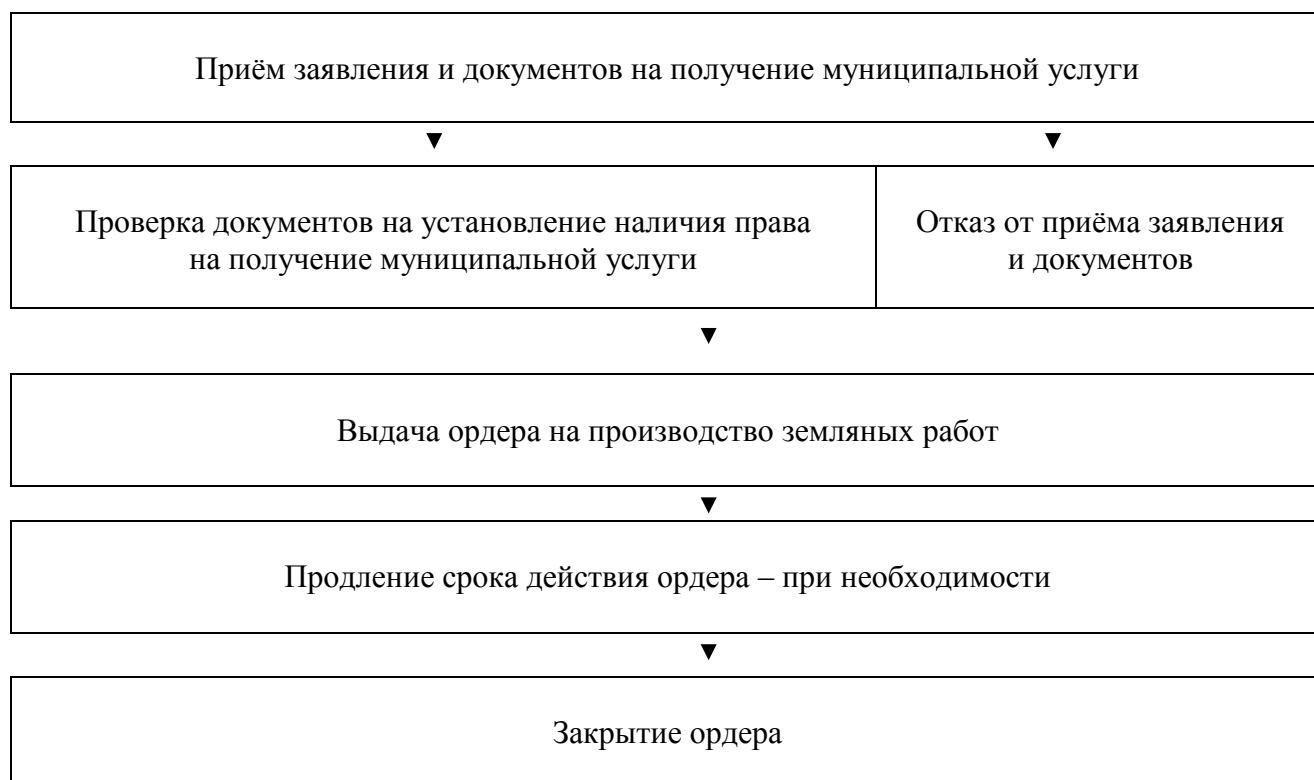 Приём заявления и документов на получение муниципальной услуги
Проверка документов на установление наличия права
на получение муниципальной услуги
Отказ от приёма заявления
и документов
Выдача ордера на производство земляных работ
Продление срока действия ордера – при необходимости
Закрытие ордера